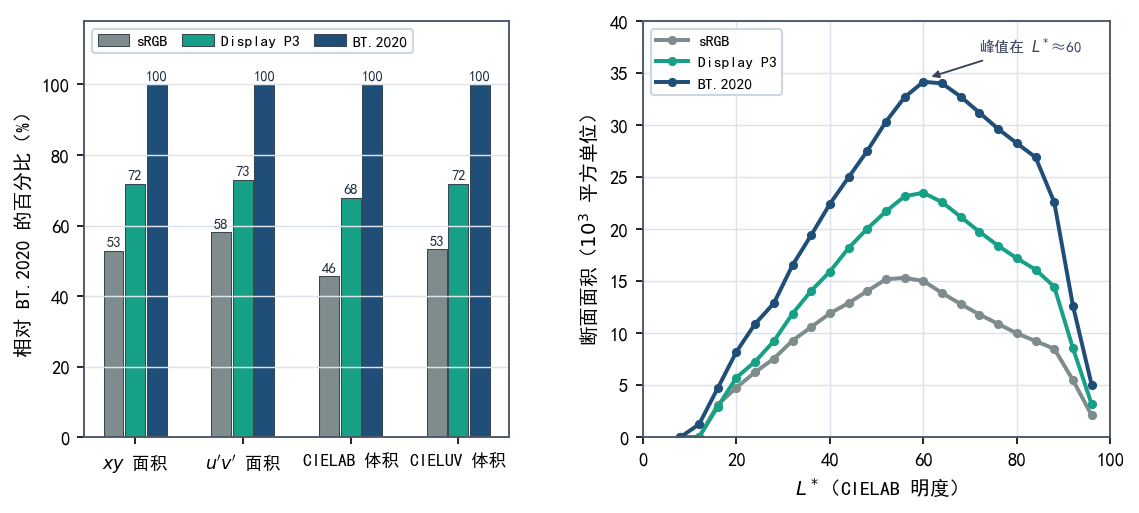 sRGB Display P3 BT.2020
相对 BT.2020 的百分比 (%)
100
80
60
40
20
0
53 72 100
58 73 100
46 68 100
53 72 100
xy 面积 u′v′ 面积 CIELAB 体积 CIELUV 体积
sRGB
Display P3
BT.2020
峰值在 L*≈60
断面面积（10³ 平方单位）
40
35
30
25
20
15
10
5
0
0 20 40 60 80 100
L*（CIELAB 明度）